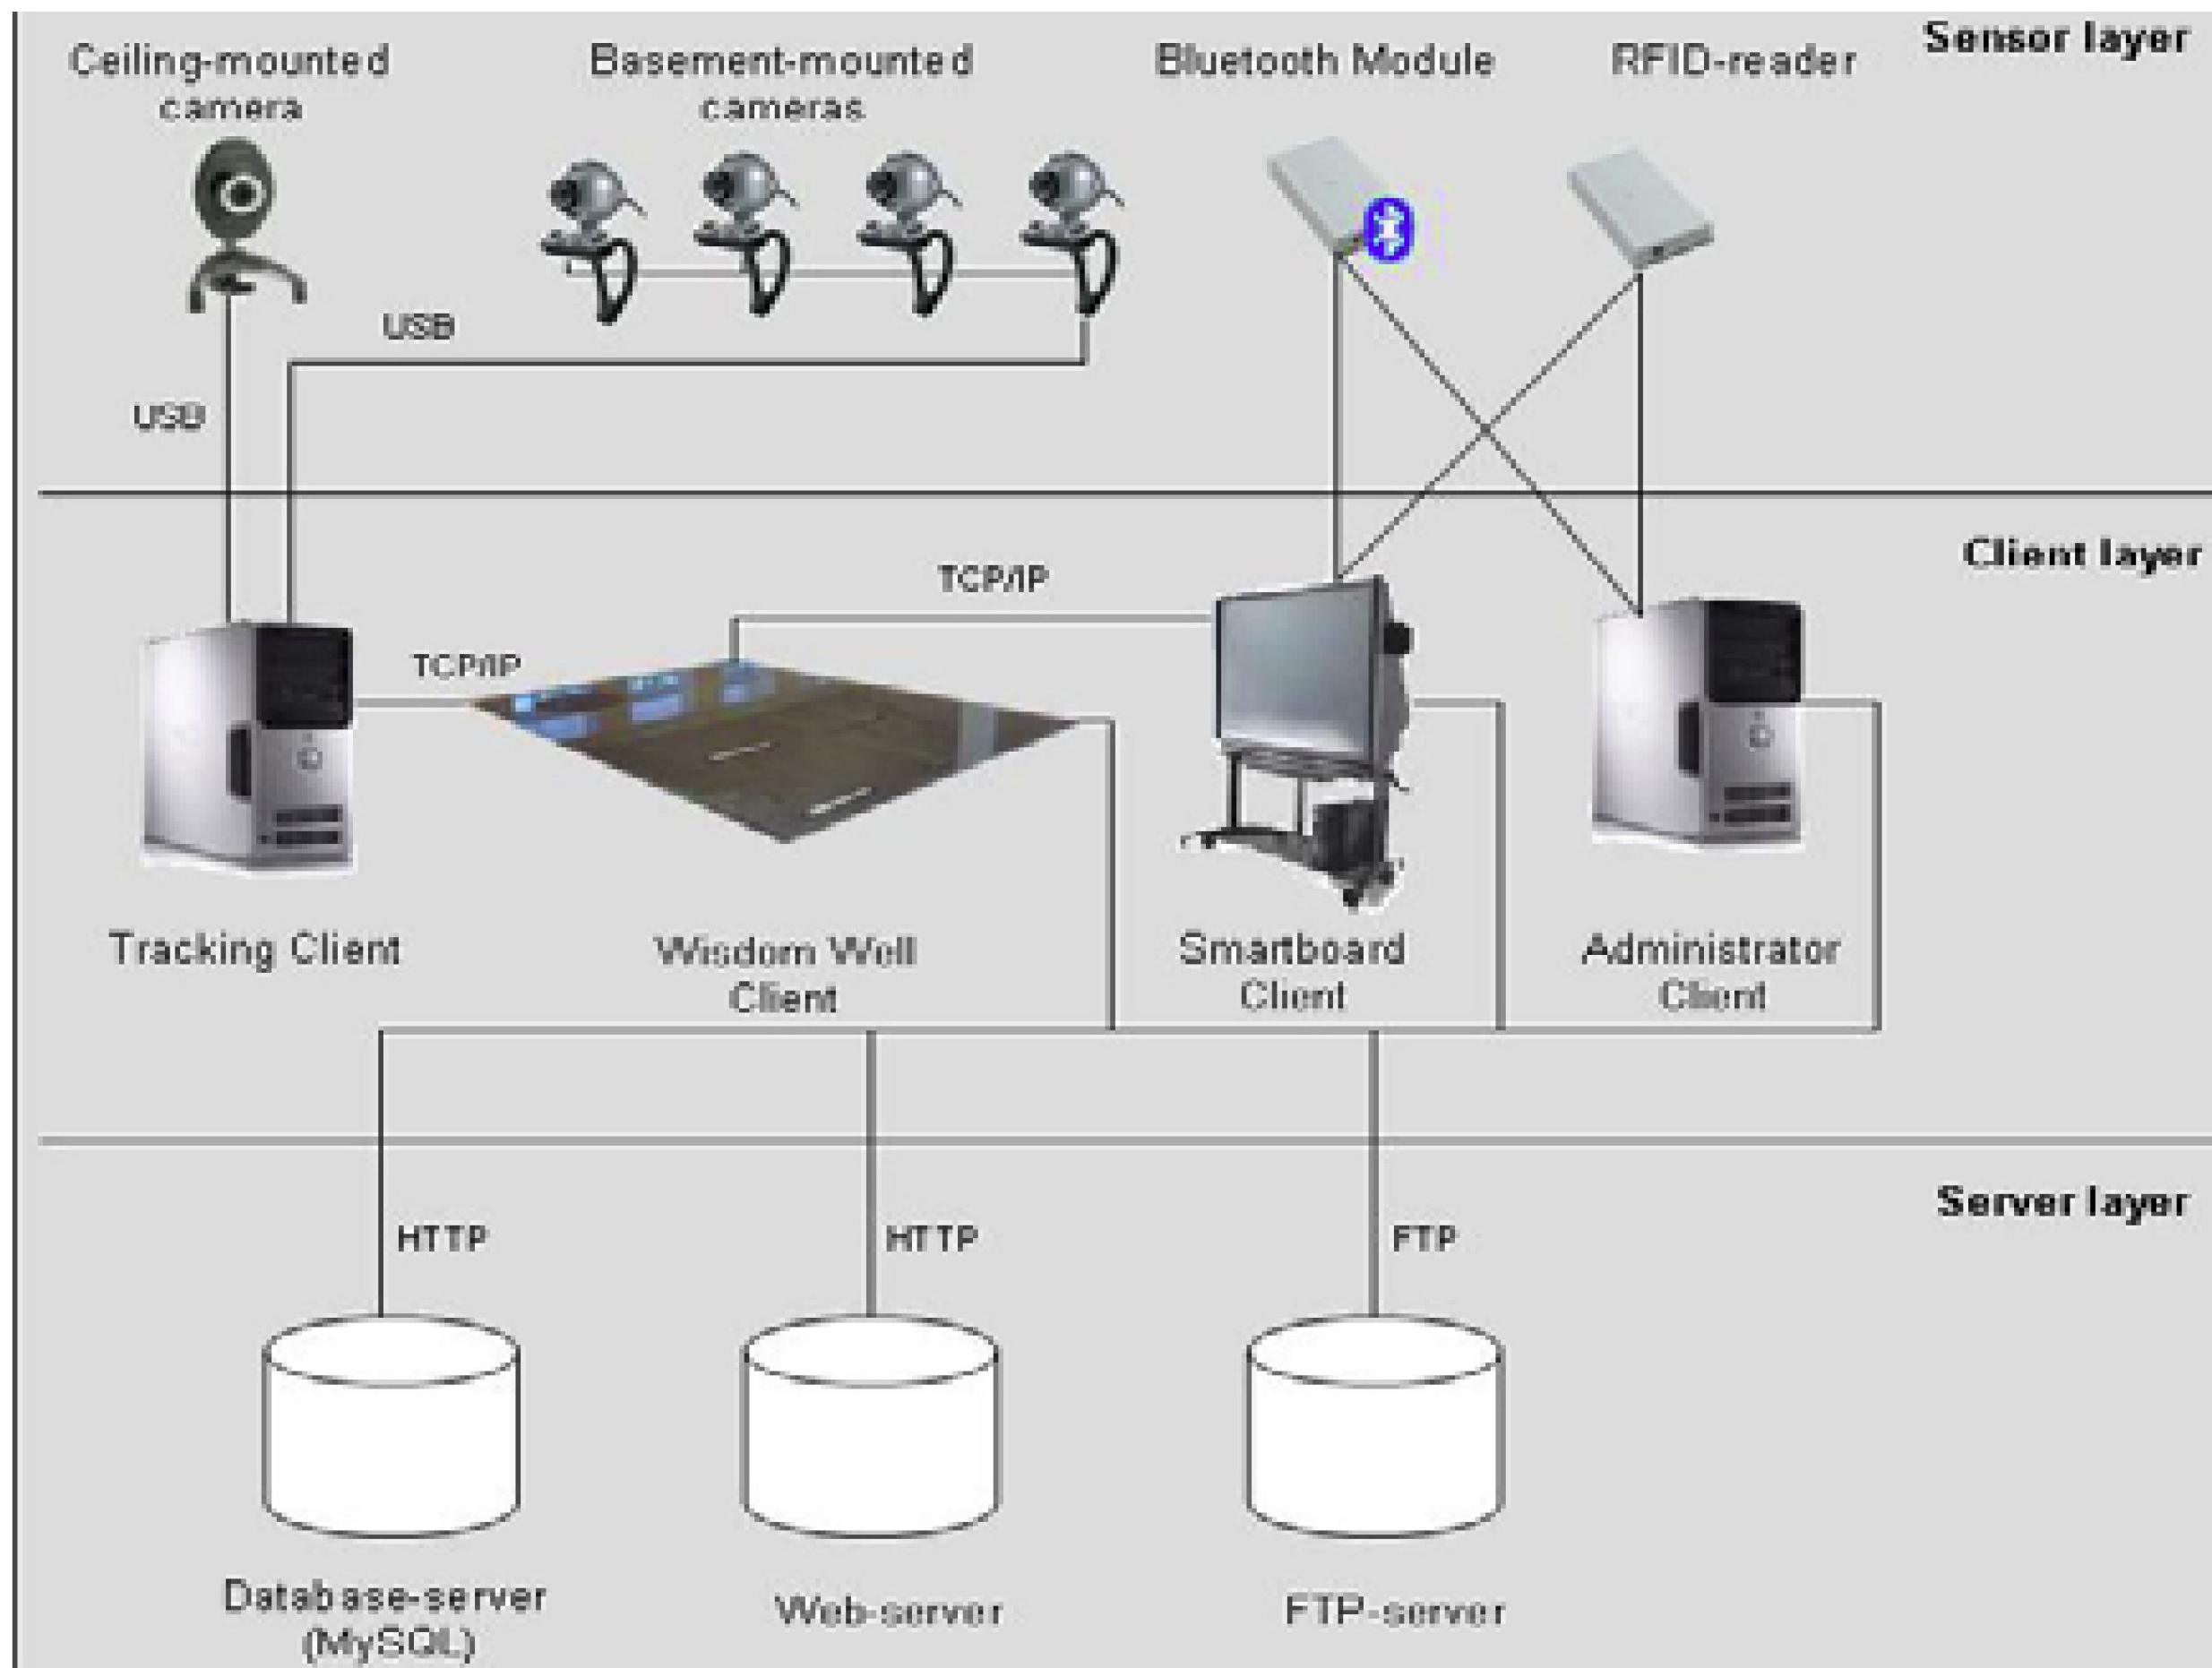 Sensor layer
Ceiling-mounted
camera
Basement-mounted
cameras
Bluetooth Module
RFID-reader
USB
USB
Client layer
TCP/IP
TCP/IP
Tracking Client
Wisdom Well
Client
Smartboard
Client
Administrator
Client
Server layer
HTTP
HTTP
FTP
Database-server
(MySQL)
Web-server
FTP-server